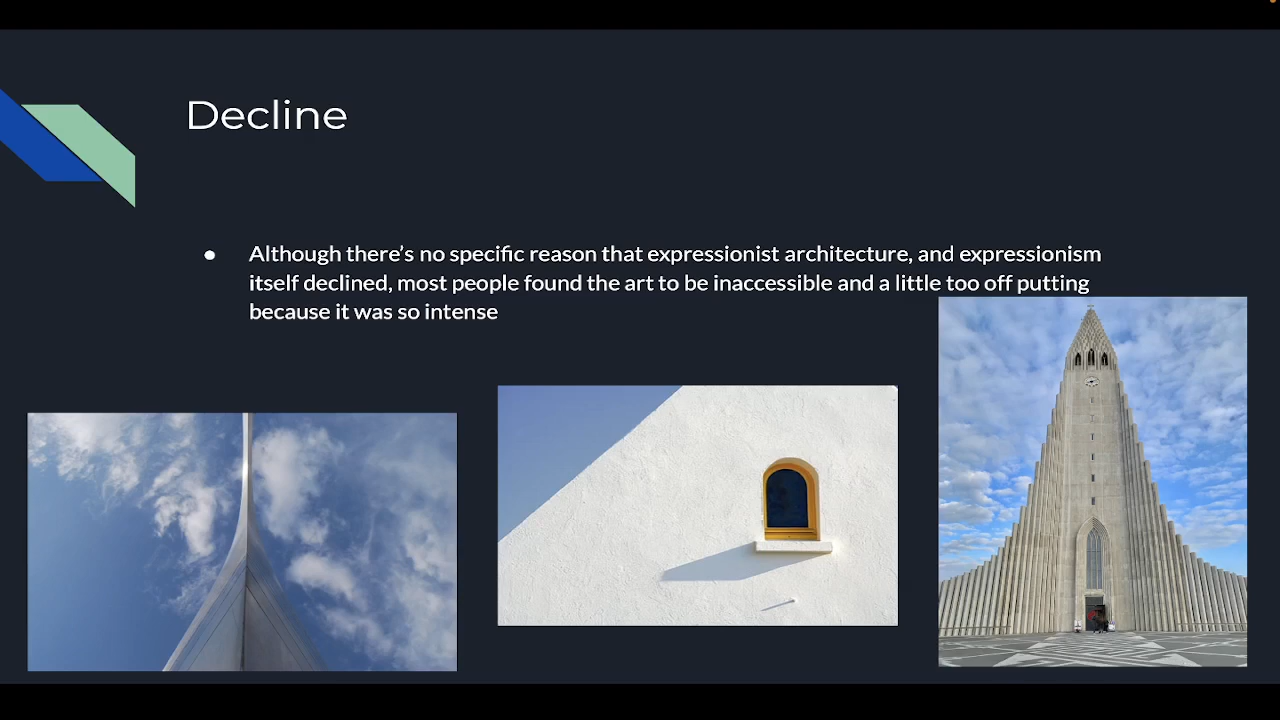 Decline
● Although there's no specific reason that expressionist architecture, and expressionism
itself declined, most people found the art to be inaccessible and a little too off putting
because it was so intense